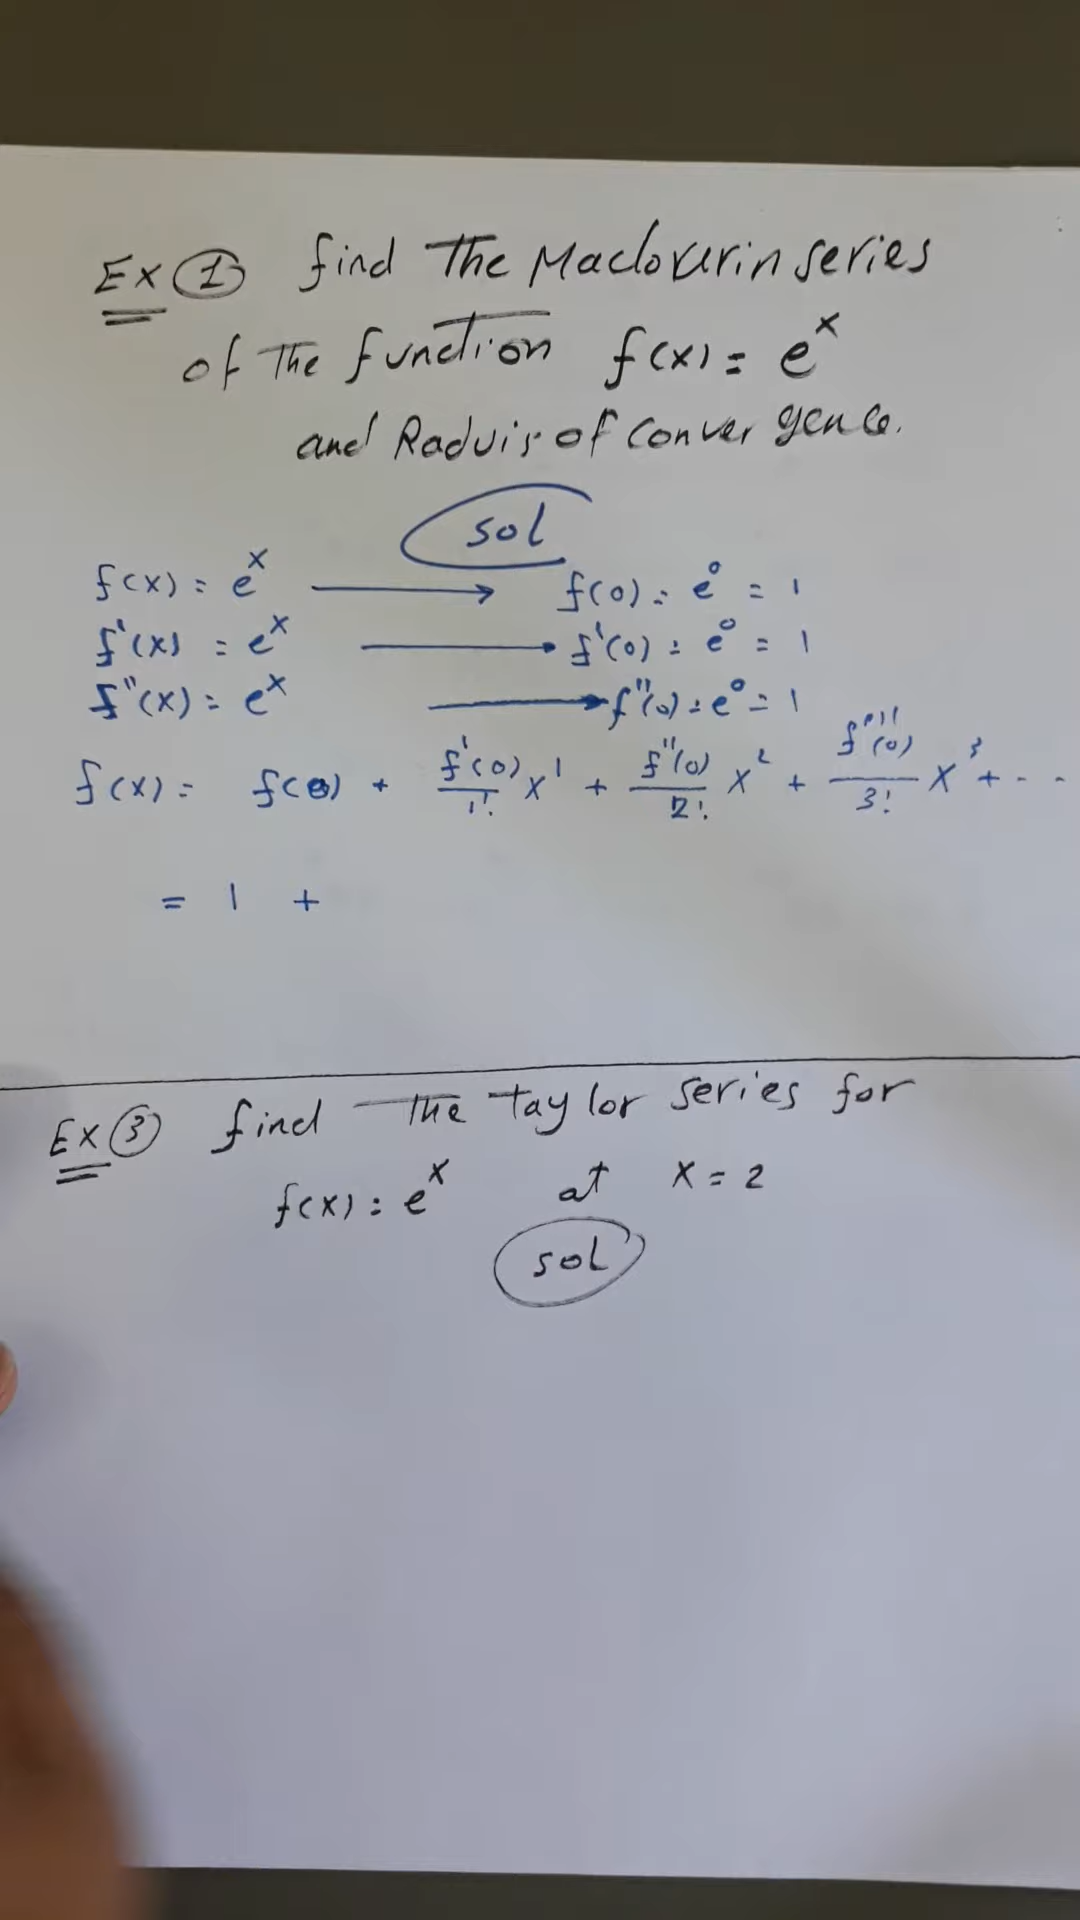 Ex ① find The Maclourin series
of The function f(x) = e^x
and Raduis of Convergence.
sol
f(x) = e^x ⟶ f(0) = e^0 = 1
f'(x) = e^x ⟶ f'(0) = e^0 = 1
f''(x) = e^x ⟶ f''(0) = e^0 = 1
f(x) = f(0) + f'(0)/1! x^1 + f''(0)/2! x^2 + f'''(0)/3! x^3 + - -
= 1 +
Ex ③ find the taylor series for
f(x) = e^x at x = 2
sol